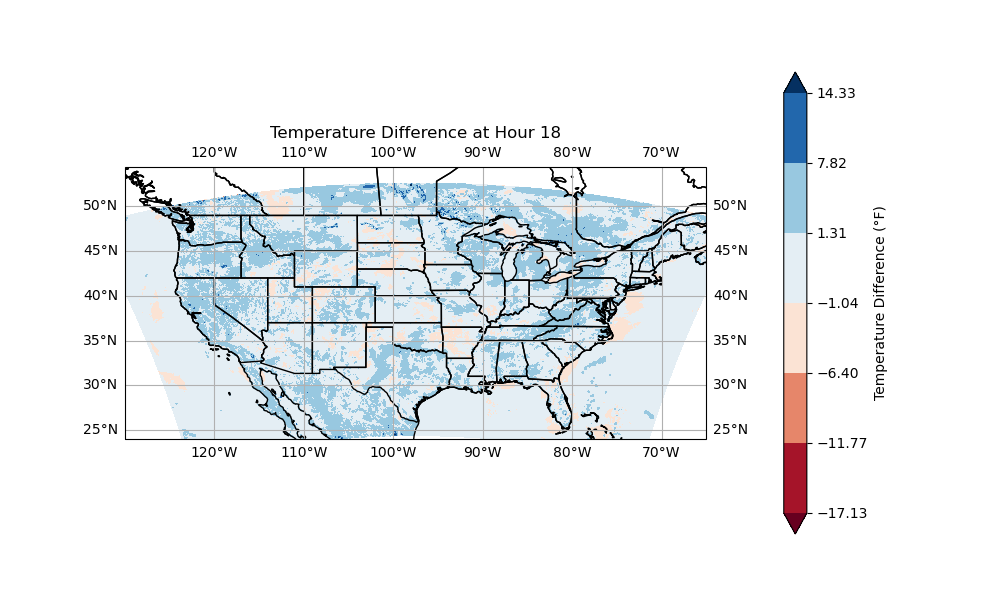 Temperature Difference at Hour 18
120°W 110°W 100°W 90°W 80°W 70°W
50°N 50°N
45°N 45°N
40°N 40°N
35°N 35°N
30°N 30°N
25°N 25°N
120°W 110°W 100°W 90°W 80°W 70°W
14.33
7.82
1.31
−1.04
−6.40
−11.77
−17.13
Temperature Difference (°F)